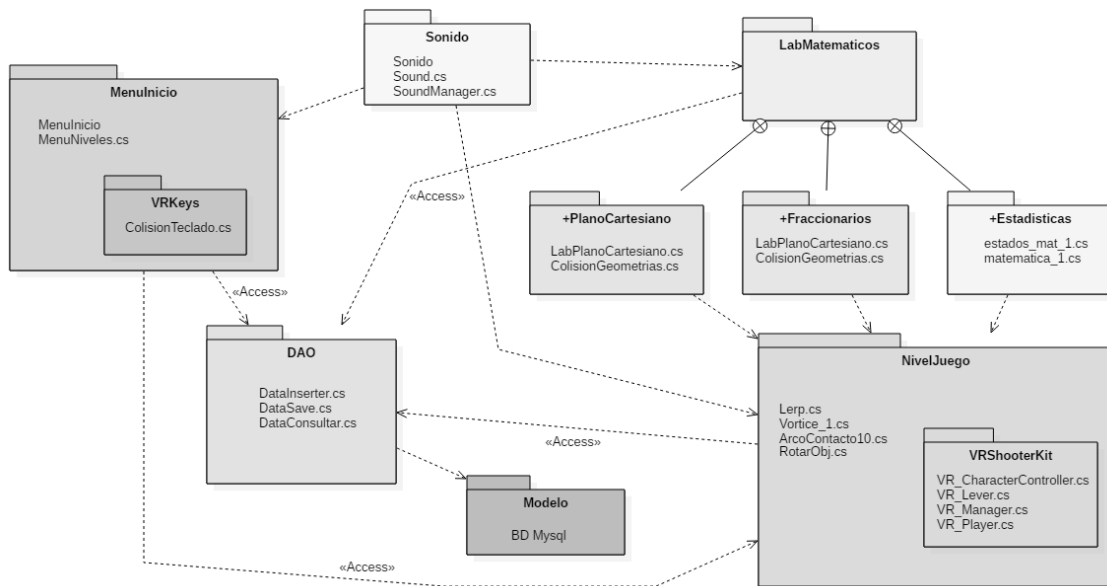 Sonido
Sonido
Sound.cs
SoundManager.cs
LabMatematicos
MenuInicio
MenuInicio
MenuNiveles.cs
VRKeys
ColisionTeclado.cs
«Access»
«Access»
+PlanoCartesiano
LabPlanoCartesiano.cs
ColisionGeometrias.cs
+Fraccionarios
LabPlanoCartesiano.cs
ColisionGeometrias.cs
+Estadisticas
estados_mat_1.cs
matematica_1.cs
DAO
DataInserter.cs
DataSave.cs
DataConsultar.cs
«Access»
NivelJuego
Lerp.cs
Vortice_1.cs
ArcoContacto10.cs
RotarObj.cs
VRShooterKit
VR_CharacterController.cs
VR_Lever.cs
VR_Manager.cs
VR_Player.cs
Modelo
BD Mysql
«Access»